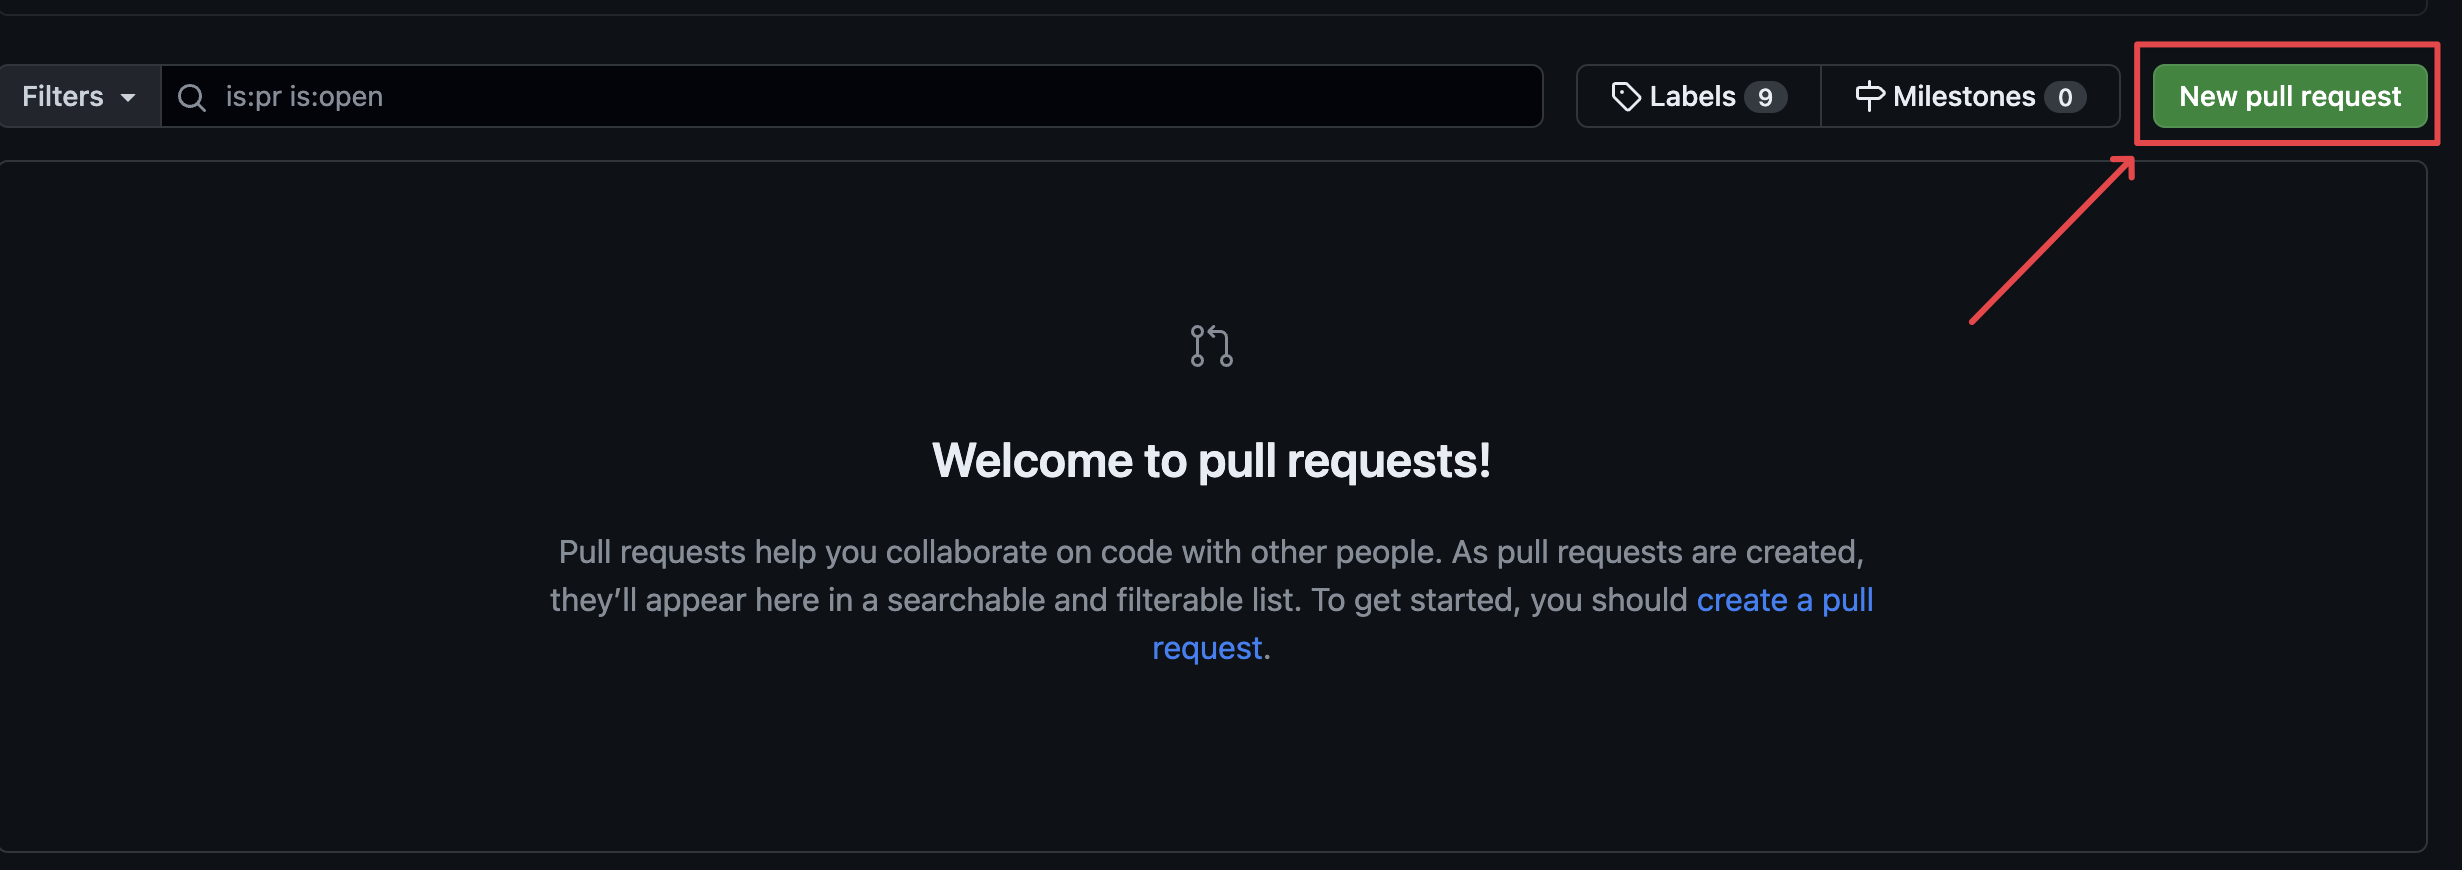 Filters
is:pr is:open
Labels 9
Milestones 0
New pull request
Welcome to pull requests!
Pull requests help you collaborate on code with other people. As pull requests are created,
they’ll appear here in a searchable and filterable list. To get started, you should create a pull
request.